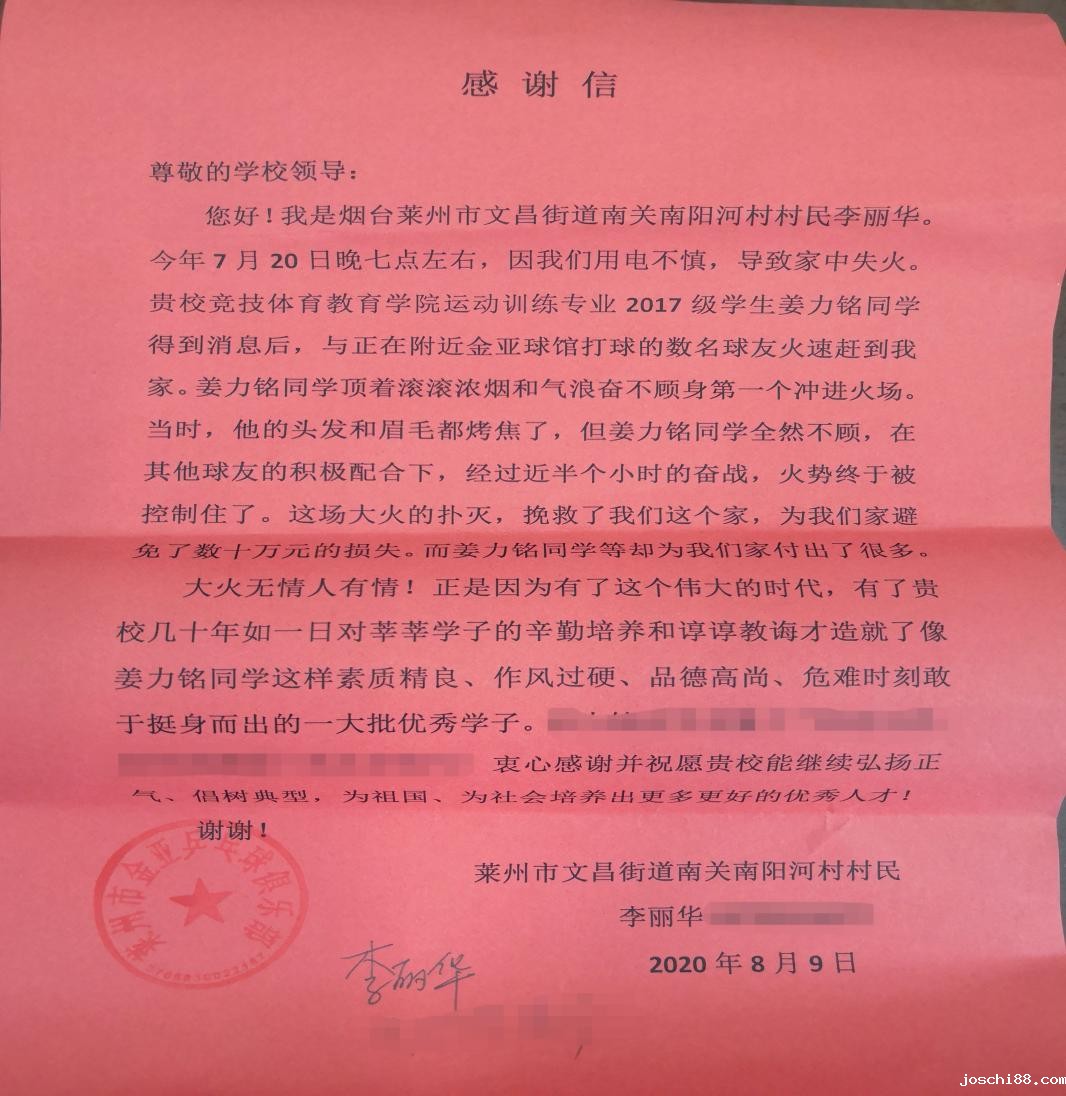 感谢信
尊敬的学校领导：
您好！我是烟台莱州市文昌街道南关南阳河村村民李丽华。
今年7月20日晚七点左右，因我们用电不慎，导致家中失火。
贵校竞技体育教育学院运动训练专业2017级学生姜力铭同学
得到消息后，与正在附近金亚球馆打球的数名球友火速赶到我
家。姜力铭同学顶着滚滚浓烟和气浪奋不顾身第一个冲进火场。
当时，他的头发和眉毛都烤焦了，但姜力铭同学全然不顾，在
其他球友的积极配合下，经过近半个小时的奋战，火势终于被
控制住了。这场大火的扑灭，挽救了我们这个家，为我们家避
免了数十万元的损失。而姜力铭同学等却为我们家付出了很多。
大火无情人有情！正是因为有了这个伟大的时代，有了贵
校几十年如一日对莘莘学子的辛勤培养和谆谆教诲才造就了像
姜力铭同学这样素质精良、作风过硬、品德高尚、危难时刻敢
于挺身而出的一大批优秀学子。
衷心感谢并祝愿贵校能继续弘扬正
气、倡树典型，为祖国、为社会培养出更多更好的优秀人才！
谢谢！
莱州市金亚乒乓球俱乐部
莱州市文昌街道南关南阳河村村民
李丽华
2020年8月9日
李丽华
joschi88.com